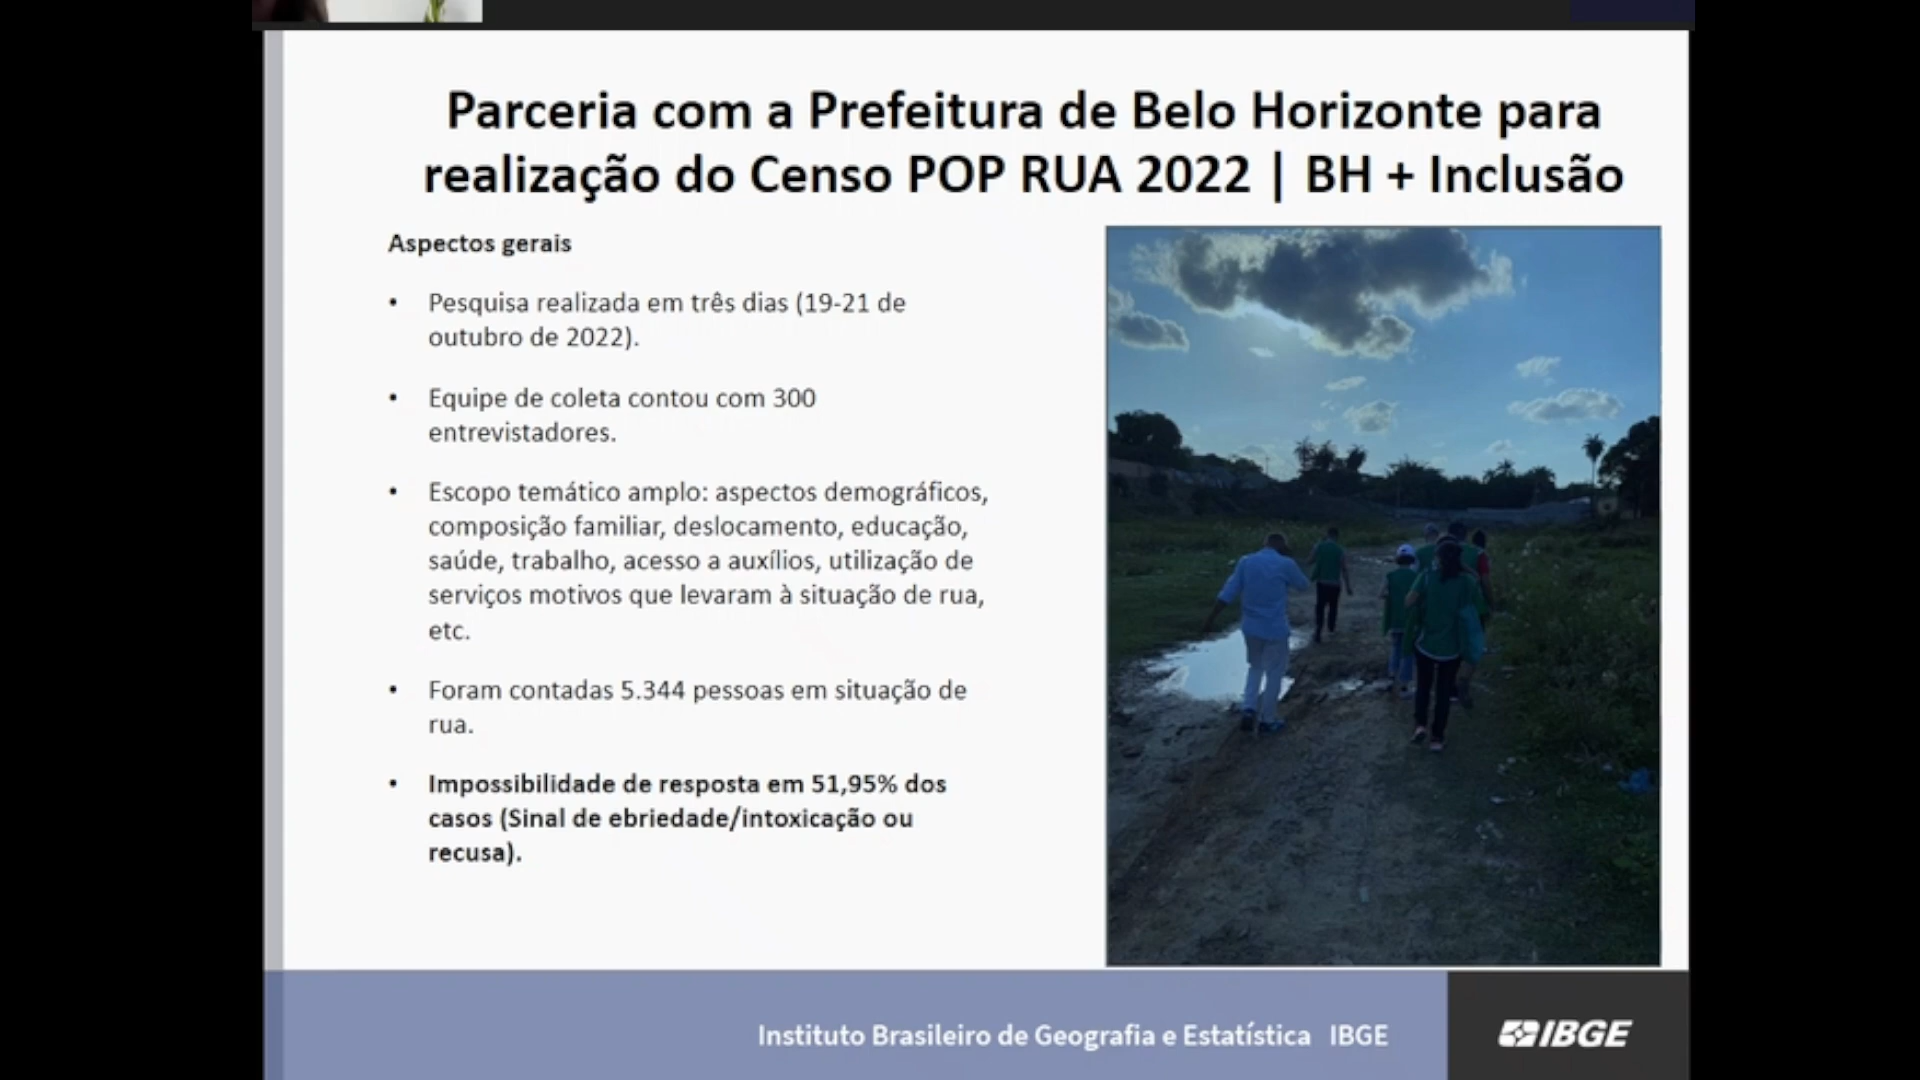 Parceria com a Prefeitura de Belo Horizonte para
realização do Censo POP RUA 2022 | BH + Inclusão
Aspectos gerais
• Pesquisa realizada em três dias (19-21 de
outubro de 2022).
• Equipe de coleta contou com 300
entrevistadores.
• Escopo temático amplo: aspectos demográficos,
composição familiar, deslocamento, educação,
saúde, trabalho, acesso a auxílios, utilização de
serviços motivos que levaram à situação de rua,
etc.
• Foram contadas 5.344 pessoas em situação de
rua.
• Impossibilidade de resposta em 51,95% dos
casos (Sinal de ebriedade/intoxicação ou
recusa).
Instituto Brasileiro de Geografia e Estatística IBGE
IBGE